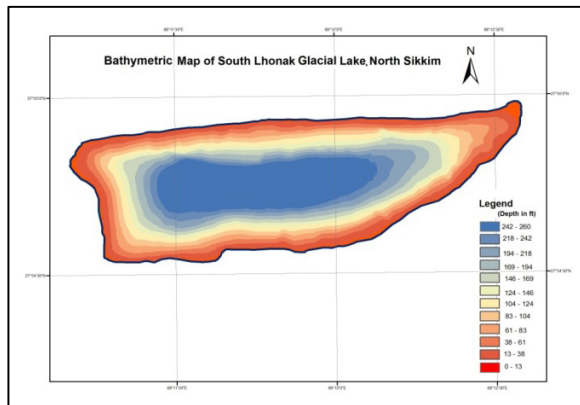 Bathymetric Map of South Lhonak Glacial Lake, North Sikkim
N
Legend
(Depth in ft)
242 - 260
218 - 242
194 - 218
169 - 194
146 - 169
124 - 146
104 - 124
83 - 104
61 - 83
38 - 61
13 - 38
0 - 13